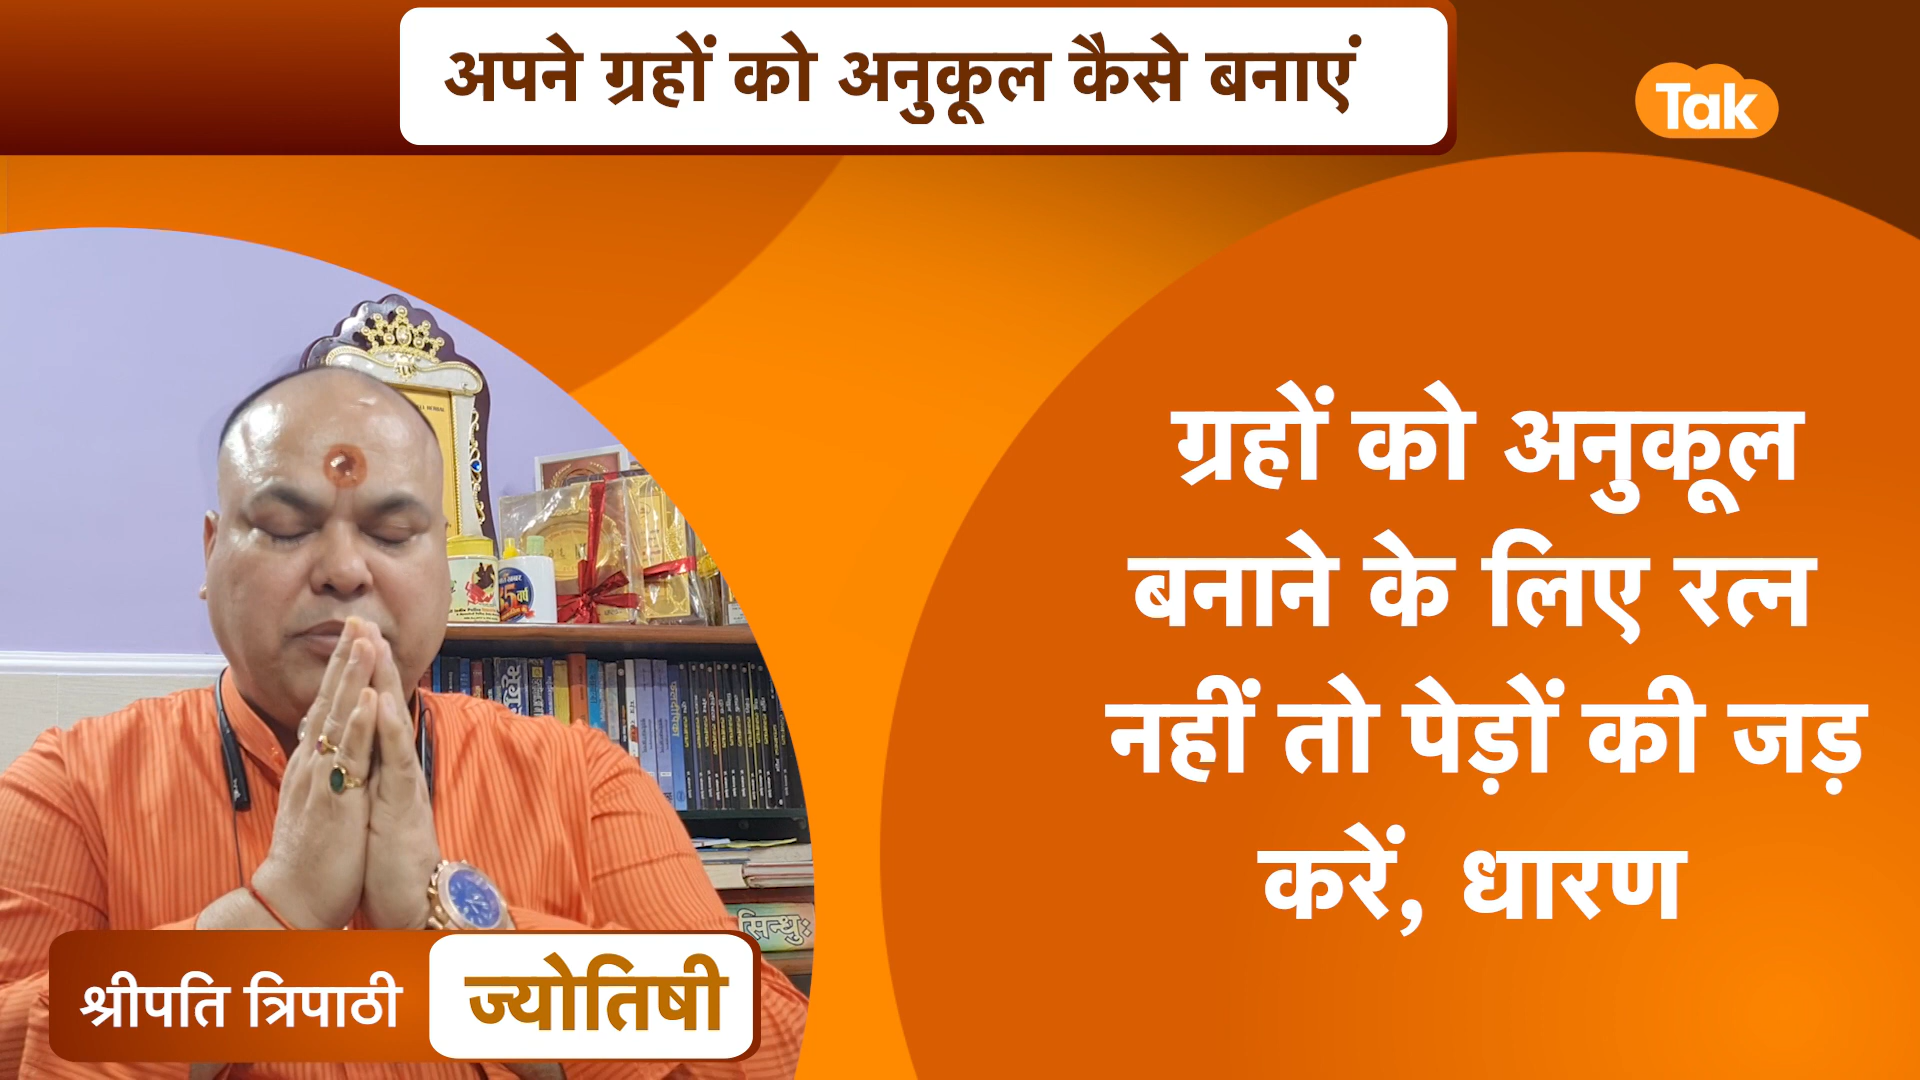 अपने ग्रहों को अनुकूल कैसे बनाएं
Tak
ग्रहों को अनुकूल
बनाने के लिए रत्न
नहीं तो पेड़ों की जड़
करें, धारण
सिन्धुः
श्रीपति त्रिपाठी
ज्योतिषी